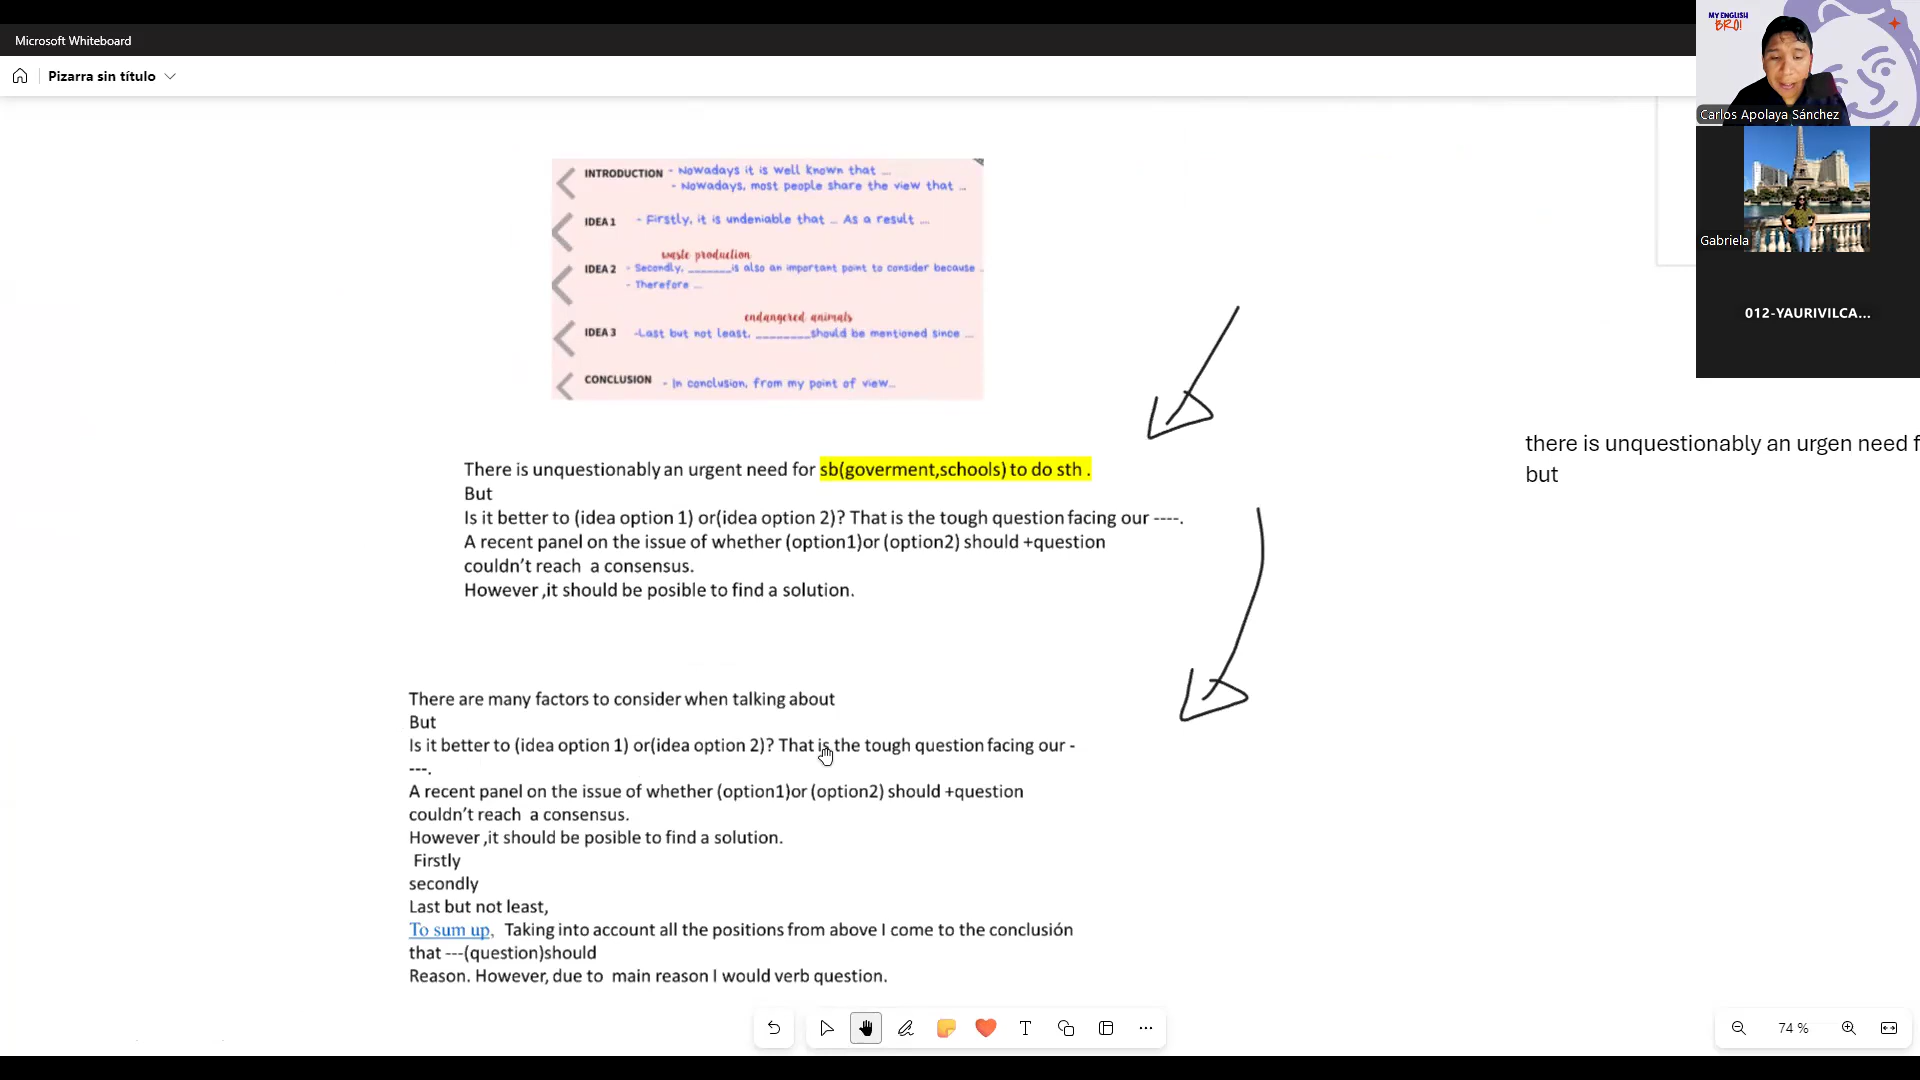 Microsoft Whiteboard
Pizarra sin título
MY ENGLISH
BRO!
Carlos Apolaya Sánchez
Gabriela
012-YAURIVILCA...
INTRODUCTION - Nowadays it is well known that ...
- Nowadays, most people share the view that ...
IDEA 1 - Firstly, it is undeniable that ... As a result ...
waste production
IDEA 2 - Secondly, _______is also an important point to consider because ..
- Therefore ...
endangered animals
IDEA 3 -Last but not least, ________should be mentioned since ...
CONCLUSION - In conclusion, from my point of view...
There is unquestionably an urgent need for sb(goverment,schools) to do sth .
But
Is it better to (idea option 1) or(idea option 2)? That is the tough question facing our ----.
A recent panel on the issue of whether (option1)or (option2) should +question
couldn't reach a consensus.
However ,it should be posible to find a solution.
there is unquestionably an urgen need f
but
There are many factors to consider when talking about
But
Is it better to (idea option 1) or(idea option 2)? That is the tough question facing our -
---.
A recent panel on the issue of whether (option1)or (option2) should +question
couldn't reach a consensus.
However ,it should be posible to find a solution.
Firstly
secondly
Last but not least,
To sum up, Taking into account all the positions from above I come to the conclusión
that ---(question)should
Reason. However, due to main reason I would verb question.
74 %